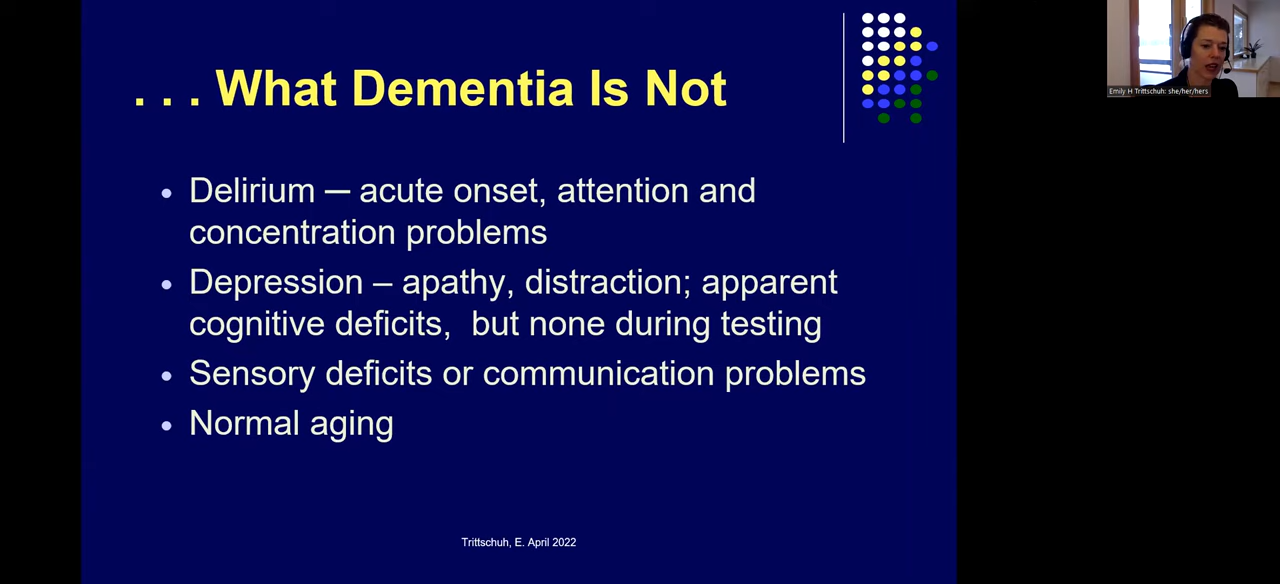 . . . What Dementia Is Not
Emily H Trittschuh: she/her/hers
• Delirium — acute onset, attention and
concentration problems
• Depression – apathy, distraction; apparent
cognitive deficits,  but none during testing
• Sensory deficits or communication problems
• Normal aging
Trittschuh, E. April 2022